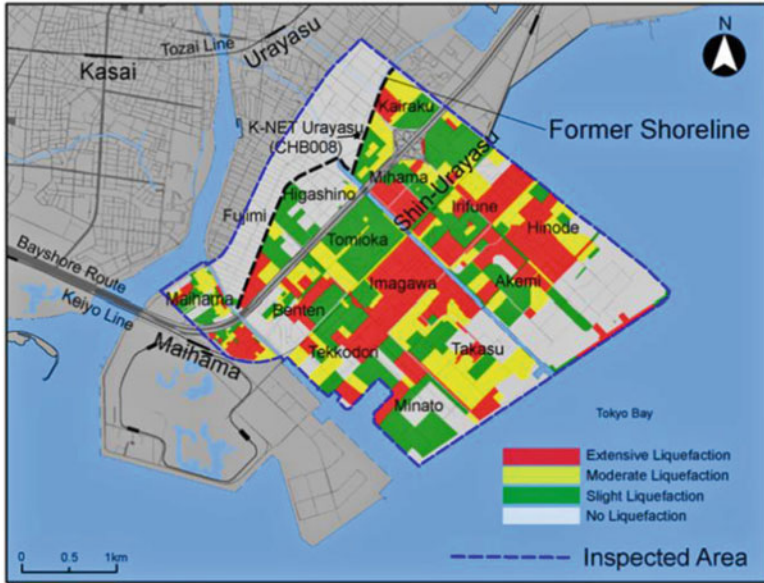 N
Tozai Line
Urayasu
Kasai
Kairaku
K-NET Urayasu
(CHB008)
Former Shoreline
Mihama
Shin-Urayasu
Higashino
Irifune
Fujimi
Hinode
Tomioka
Bayshore Route
Imagawa
Akemi
Keiyo Line
Maihama
Benten
Maihama
Tekkodori
Takasu
Minato
Tokyo Bay
Extensive Liquefaction
Moderate Liquefaction
Slight Liquefaction
No Liquefaction
Inspected Area
0 0.5 1km